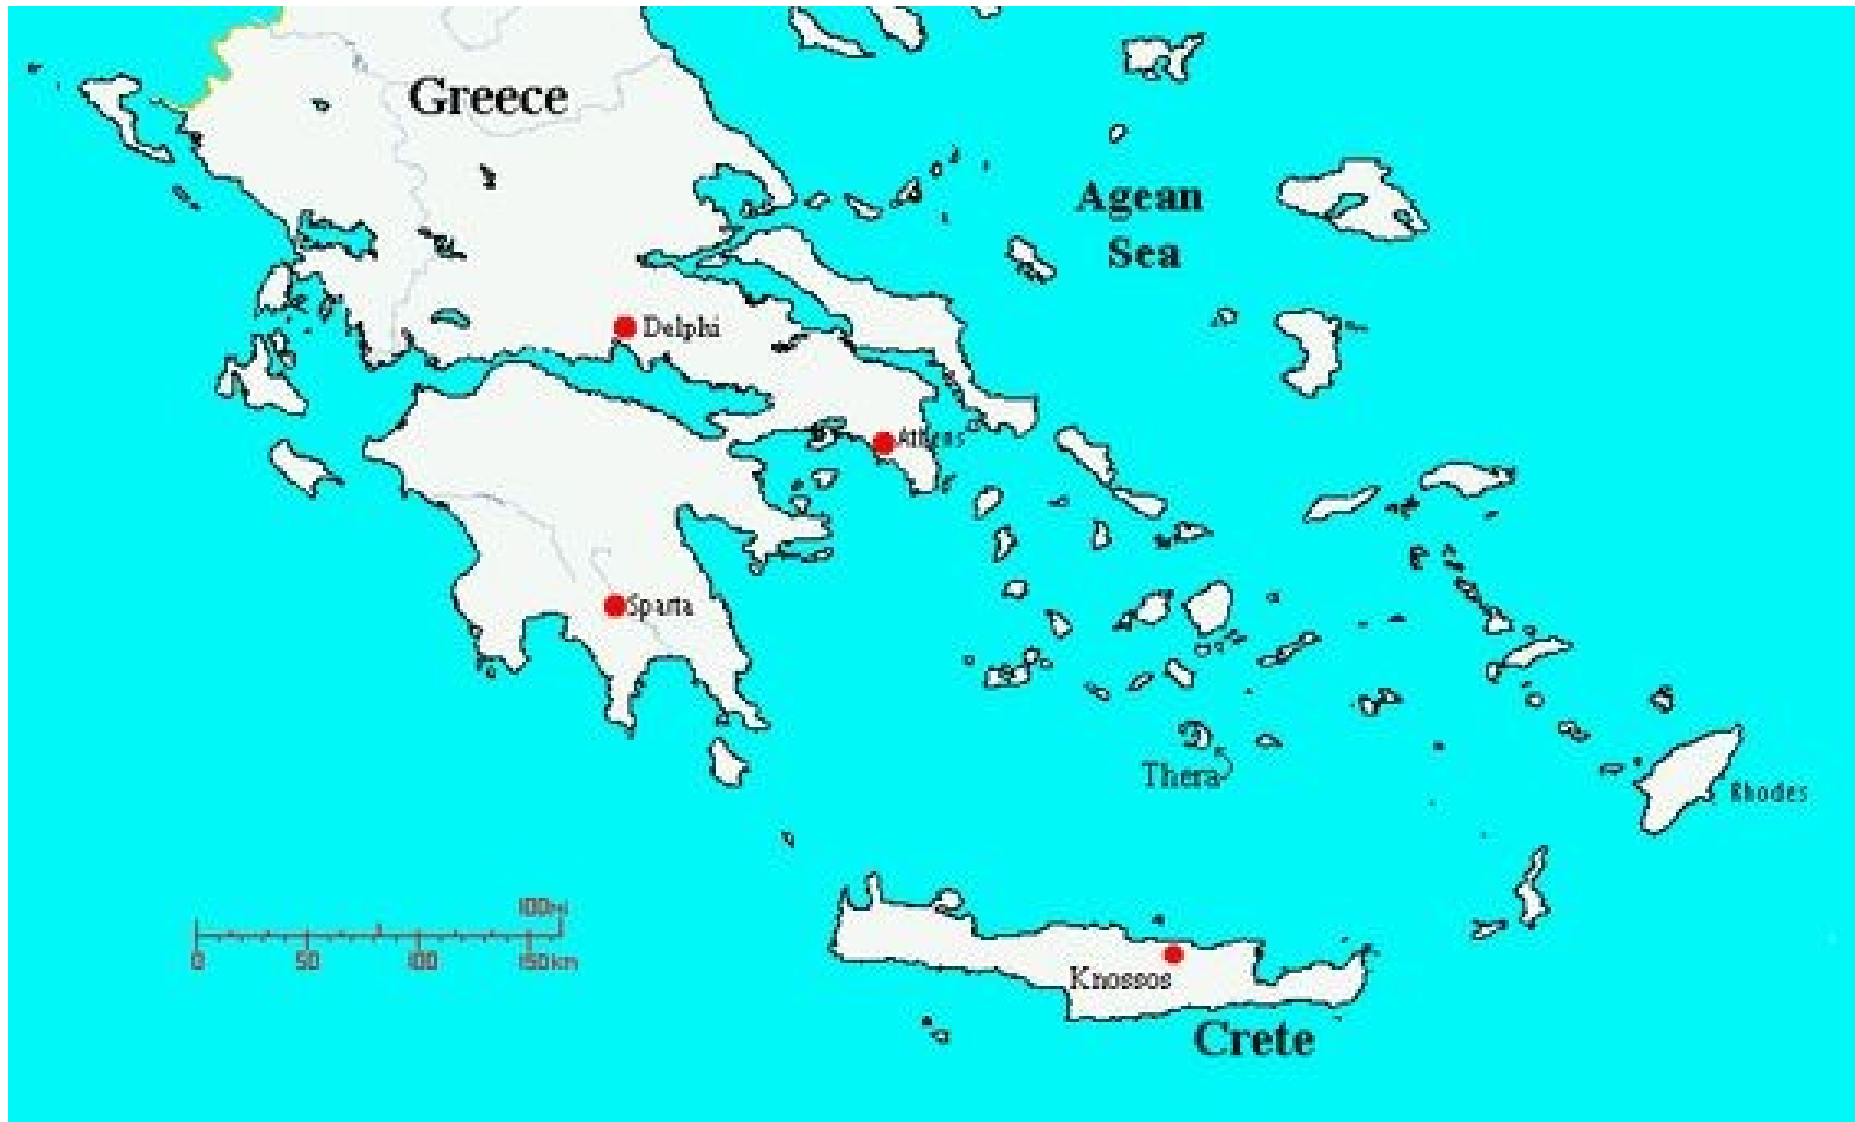 Greece
Agean
Sea
Delphi
Athens
Sparta
Thera
Rhodes
100mi
0 50 100 150km
Knossos
Crete